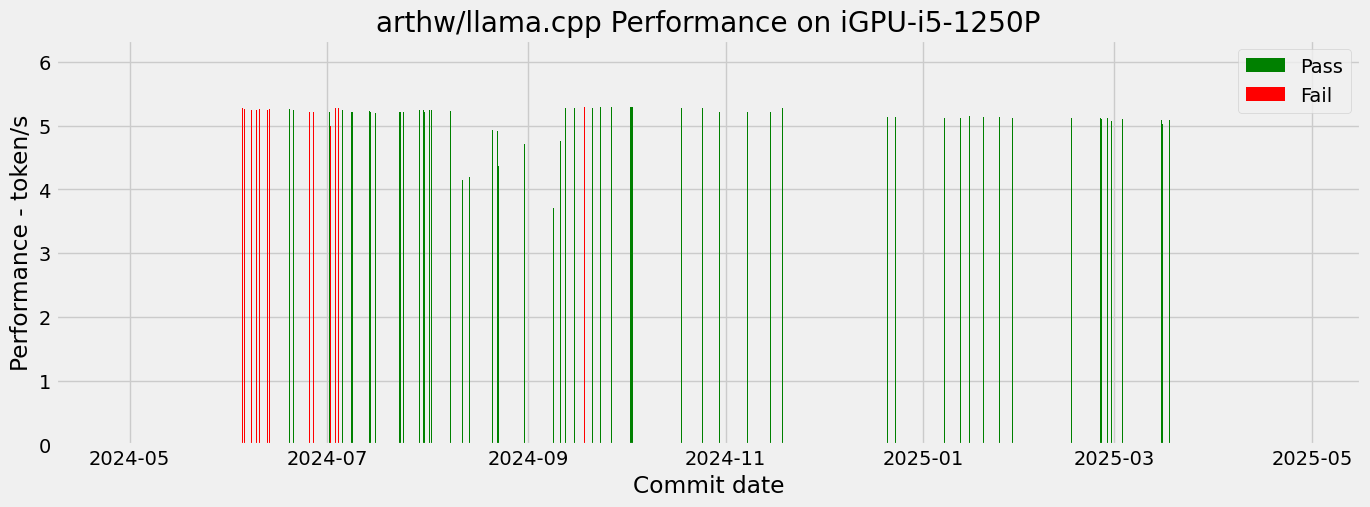 arthw/llama.cpp Performance on iGPU-i5-1250P
Pass
Fail
Performance - token/s
6
5
4
3
2
1
0
2024-05 2024-07 2024-09 2024-11 2025-01 2025-03 2025-05
Commit date